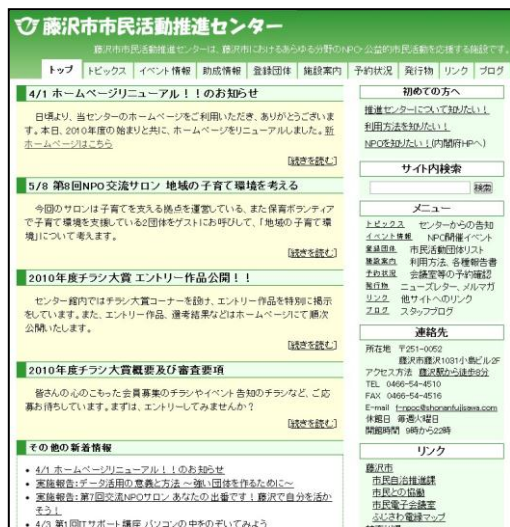 藤沢市市民活動推進センター
藤沢市市民活動推進センターは、藤沢市におけるあらゆる分野のNPO・公益的市民活動を応援する施設です。
トップ トピックス イベント情報 助成情報 登録団体 施設案内 予約状況 発行物 リンク ブログ
4/1 ホームページリニューアル！！のお知らせ
日頃より、当センターのホームページをご利用いただき、ありがとうございま
す。本日、2010年度の始まりと共に、ホームページをリニューアルしました。新
ホームページはこちら
[続きを読む]
5/8 第8回NPO交流サロン 地域の子育て環境を考える
今回のサロンは子育てを支える拠点を運営している、また保育ボランティア
で子育て環境を支援している2団体をゲストにお呼びして、「地域の子育て環
境」について考えます。
[続きを読む]
2010年度チラシ大賞 エントリー作品公開！！
センター館内ではチラシ大賞コーナーを設け、エントリー作品を特別に掲示
をしています。また、エントリー作品、選考結果などはホームページにて順次
公開いたします。
[続きを読む]
2010年度チラシ大賞概要及び審査要項
皆さんの心のこもった会員募集のチラシやイベント告知のチラシなど、ご応
募お待ちしています。まずは、エントリーしてみませんか？
[続きを読む]
その他の新着情報
4/1 ホームページリニューアル！！のお知らせ
実施報告：データ活用の意義と方法 ～強い団体を作るために～
実施報告：第7回交流NPOサロン あなたの出番です！藤沢で自分を活か
そう！
4/3 第1回ITサポート講座 パソコンの中をのぞいてみよう
初めての方へ
推進センターについて知りたい！
利用方法を知りたい！
NPOを知りたい！(内閣府HPへ)
サイト内検索
検索
メニュー
トピックス センターからの告知
イベント情報 NPO開催イベント
登録団体 市民活動団体リスト
施設案内 利用方法、各種報告書
予約状況 会議室等の予約確認
発行物 ニューズレター、メルマガ
リンク 他サイトへのリンク
ブログ スタッフブログ
連絡先
所在地 〒251-0052
藤沢市藤沢1031小島ビル2F
アクセス方法 藤沢駅から徒歩8分
TEL 0466-54-4510
FAX 0466-54-4516
E-mail f-npoc@shonanfujisawa.com
休館日 毎週火曜日
開館時間 9時から22時
リンク
藤沢市
市民自治推進課
市民との協働
市民電子会議室
ふじさわ電縁マップ